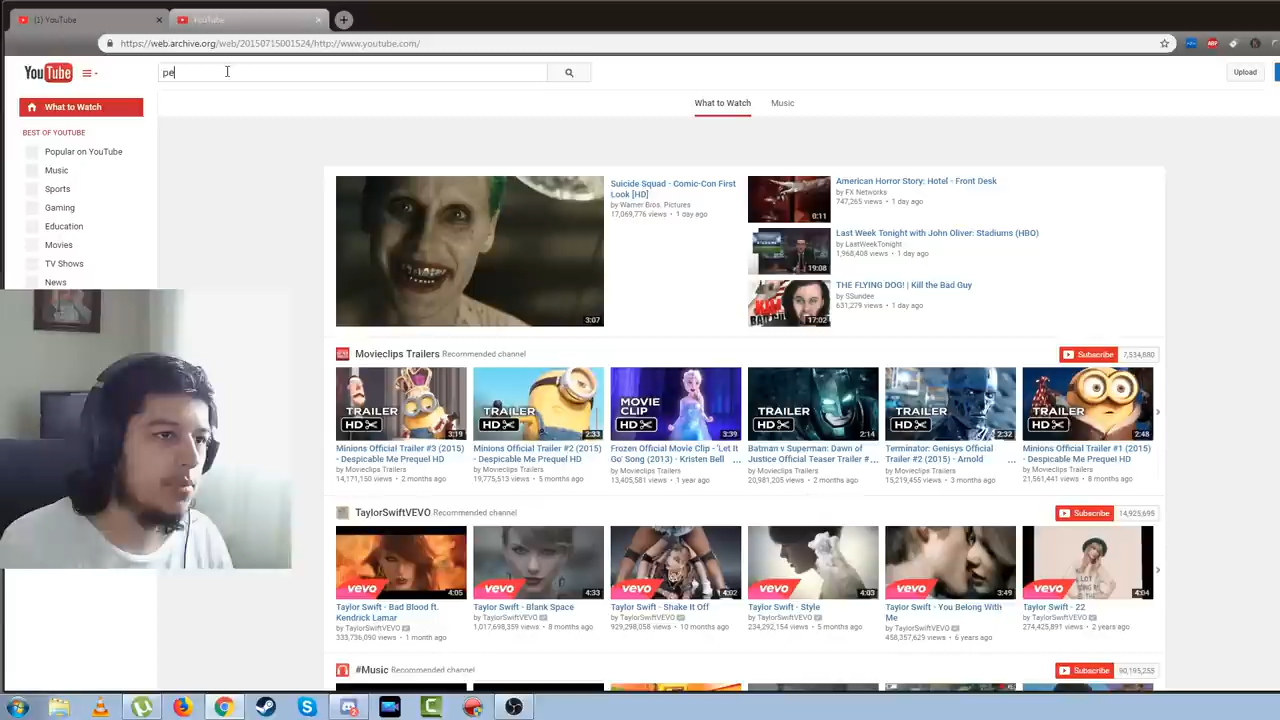 (1) YouTube
YouTube
https://web.archive.org/web/20150715001524/http://www.youtube.com/
YouTube
pe
Upload
What to Watch
What to Watch
Music
BEST OF YOUTUBE
Popular on YouTube
Music
Sports
Gaming
Education
Movies
TV Shows
News
3:07
Suicide Squad - Comic-Con First
Look [HD]
by Warner Bros. Pictures
17,069,776 views • 1 day ago
0:11
American Horror Story: Hotel - Front Desk
by FX Networks
747,265 views • 1 day ago
19:08
Last Week Tonight with John Oliver: Stadiums (HBO)
by LastWeekTonight
1,968,408 views • 1 day ago
17:02
THE FLYING DOG! | Kill the Bad Guy
by SSundee
631,279 views • 1 day ago
Movieclips Trailers Recommended channel
Subscribe 7,534,680
TRAILER
HD
3:19
TRAILER
HD
2:33
MOVIE
CLIP
HD
3:39
TRAILER
HD
2:14
TRAILER
HD
2:32
TRAILER
HD
2:48
Minions Official Trailer #3 (2015)
- Despicable Me Prequel HD
by Movieclips Trailers
14,171,150 views • 2 months ago
Minions Official Trailer #2 (2015)
- Despicable Me Prequel HD
by Movieclips Trailers
19,775,513 views • 5 months ago
Frozen Official Movie Clip - 'Let It
Go' Song (2013) - Kristen Bell ...
by Movieclips Trailers
13,405,581 views • 1 year ago
Batman v Superman: Dawn of
Justice Official Teaser Trailer #...
by Movieclips Trailers
20,981,205 views • 2 months ago
Terminator: Genisys Official
Trailer #2 (2015) - Arnold ...
by Movieclips Trailers
15,219,455 views • 3 months ago
Minions Official Trailer #1 (2015)
- Despicable Me Prequel HD
by Movieclips Trailers
21,561,441 views • 8 months ago
TaylorSwiftVEVO Recommended channel
Subscribe 14,925,695
vevo
4:05
vevo
4:33
vevo
4:02
vevo
4:03
vevo
3:49
4:04
Taylor Swift - Bad Blood ft.
Kendrick Lamar
by TaylorSwiftVEVO
333,736,090 views • 1 month ago
Taylor Swift - Blank Space
by TaylorSwiftVEVO
1,017,698,359 views • 8 months ago
Taylor Swift - Shake It Off
by TaylorSwiftVEVO
929,298,058 views • 10 months ago
Taylor Swift - Style
by TaylorSwiftVEVO
234,292,154 views • 5 months ago
Taylor Swift - You Belong With
Me
by TaylorSwiftVEVO
458,357,629 views • 6 years ago
Taylor Swift - 22
by TaylorSwiftVEVO
274,425,891 views • 2 years ago
#Music Recommended channel
Subscribe 90,195,255